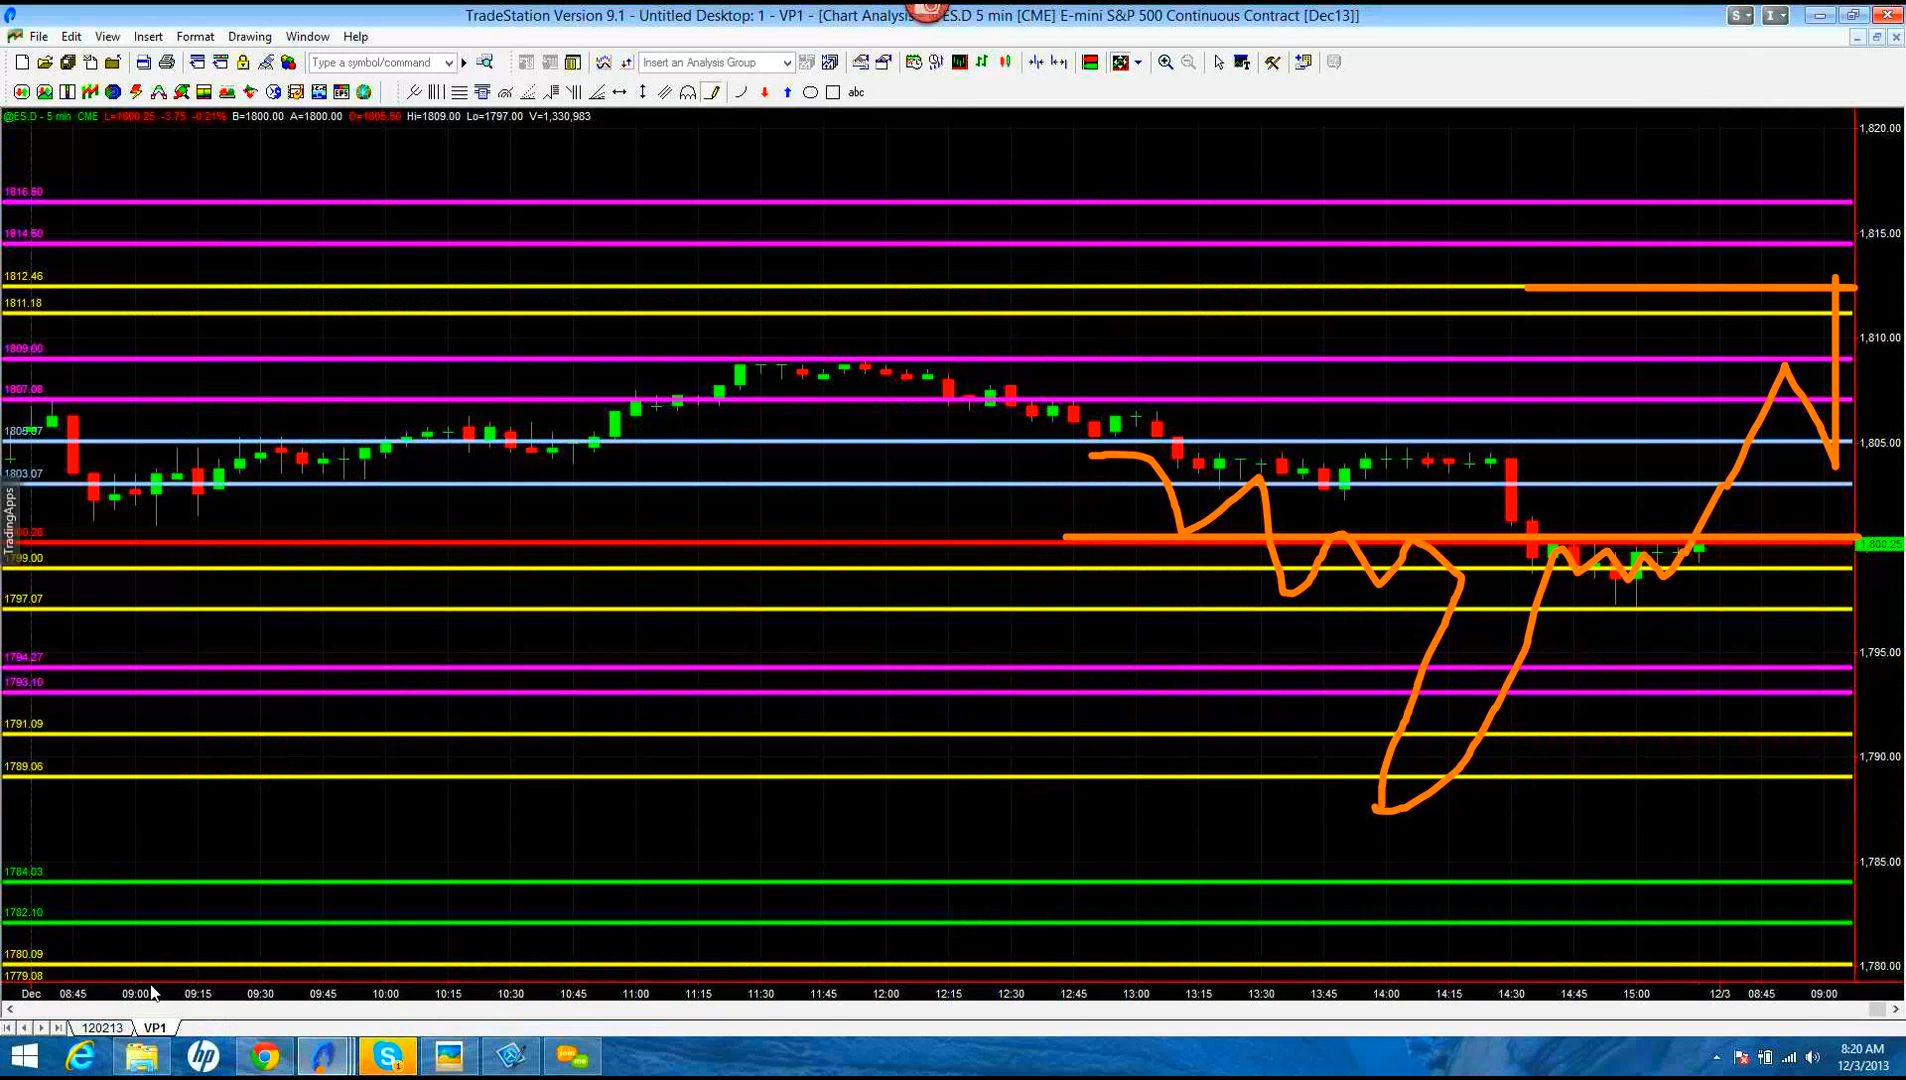 TradeStation Version 9.1 - Untitled Desktop: 1 - VP1 - [Chart Analysis - @ES.D 5 min [CME] E-mini S&P 500 Continuous Contract [Dec13]]
File Edit View Insert Format Drawing Window Help
Type a symbol/command
Insert an Analysis Group
abc
@ES.D - 5 min CME L=1800.25 -3.75 -0.21% B=1800.00 A=1800.00 O=1805.50 Hi=1809.00 Lo=1797.00 V=1,330,983
1,820.00
1816.50
1814.50
1,815.00
1812.46
1811.18
1,810.00
1809.00
1807.08
1805.07
1,805.00
1803.07
TradingApps
1,800.25
1799.00
1797.07
1794.27
1,795.00
1793.10
1791.09
1,790.00
1789.06
1784.03
1,785.00
1782.10
1780.09
1,780.00
1779.08
Dec 08:45 09:00 09:15 09:30 09:45 10:00 10:15 10:30 10:45 11:00 11:15 11:30 11:45 12:00 12:15 12:30 12:45 13:00 13:15 13:30 13:45 14:00 14:15 14:30 14:45 15:00 12/3 08:45 09:00
120213 VP1
8:20 AM
12/3/2013